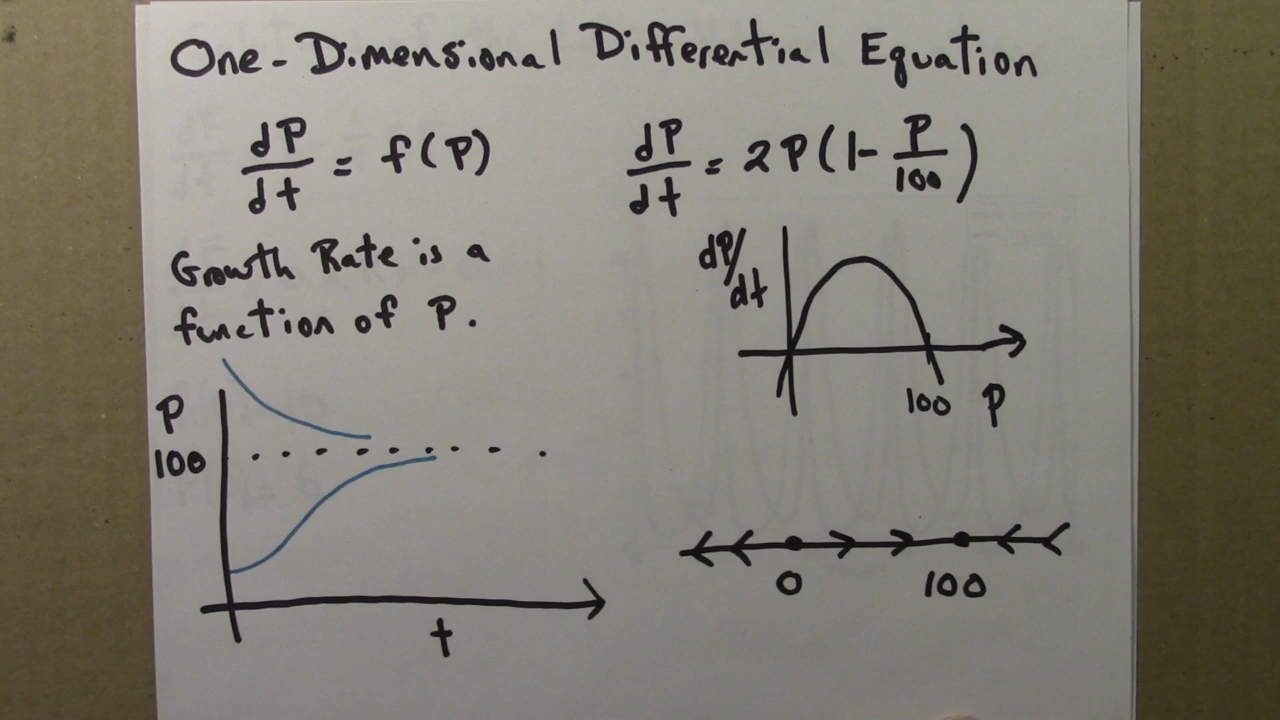 One-Dimensional Differential Equation
dP/dt = f(P)
dP/dt = 2P(1-P/100)
Growth Rate is a
function of P.
dP/dt
100 P
P
100
t
0 100